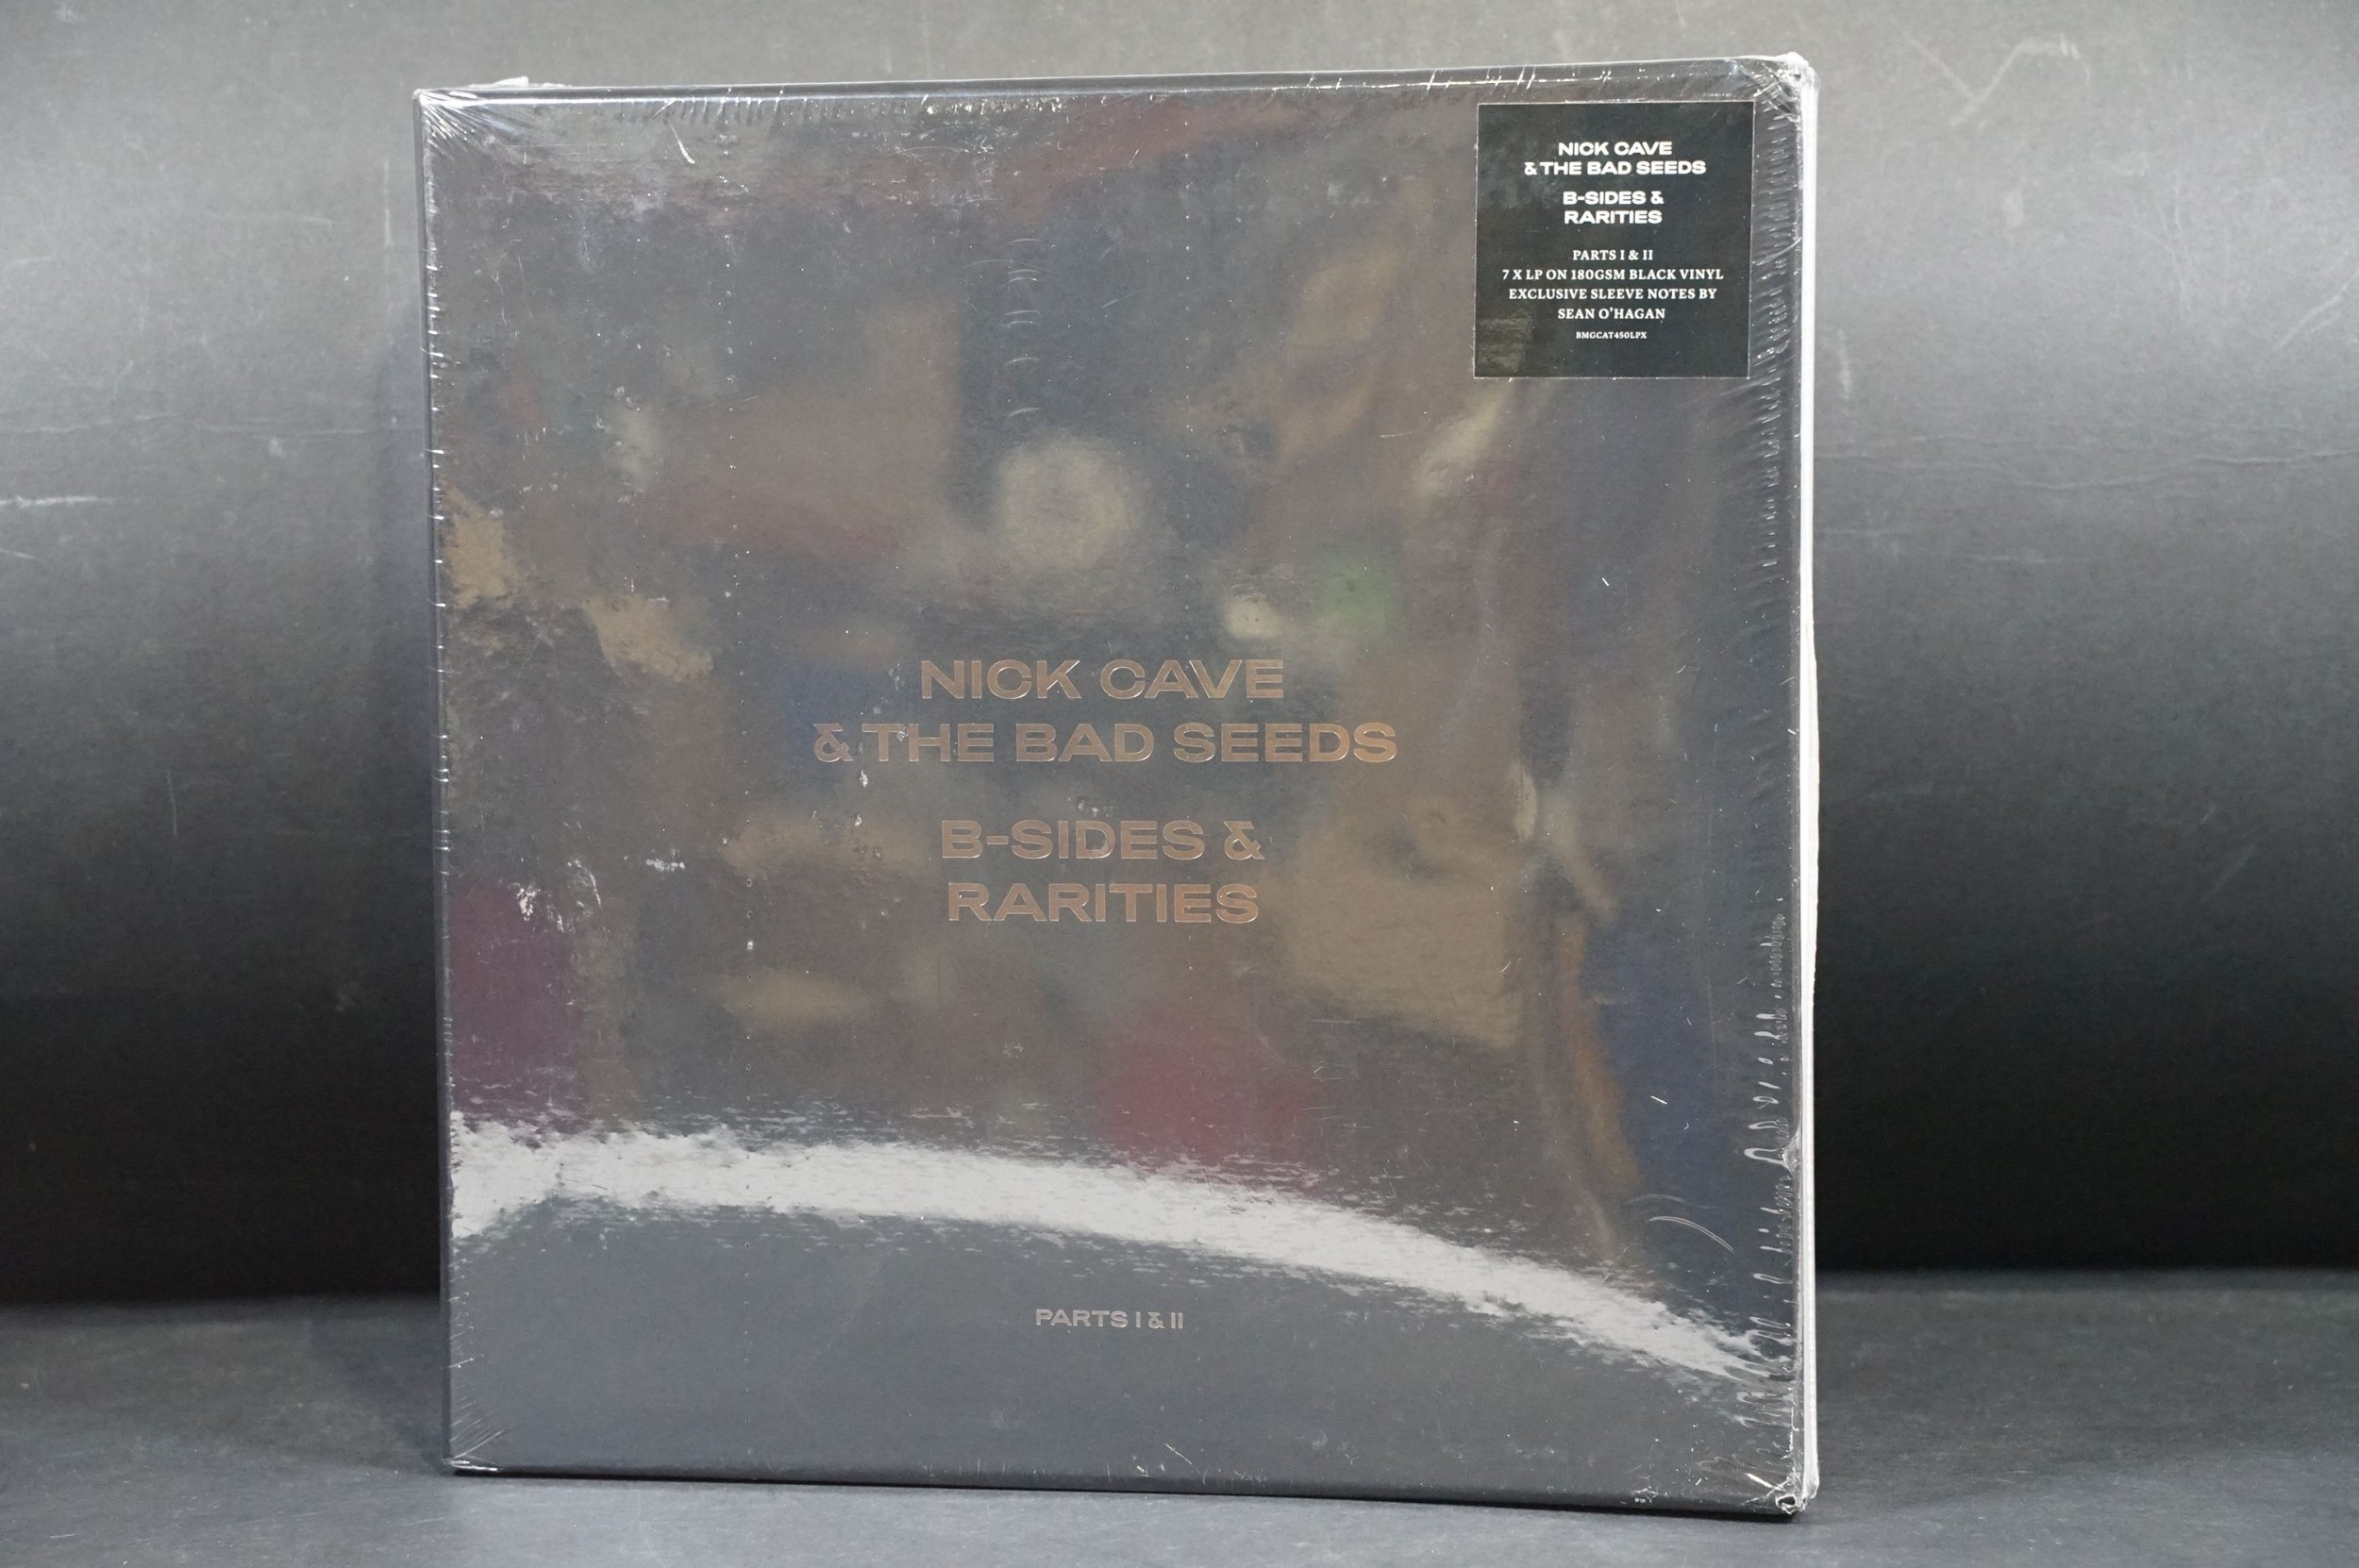 NICK CAVE
& THE BAD SEEDS
B-SIDES &
RARITIES
PARTS I & II
7 X LP ON 180GSM BLACK VINYL
EXCLUSIVE SLEEVE NOTES BY
SEAN O'HAGAN
BMGCAT450LPX
NICK CAVE
& THE BAD SEEDS
B-SIDES &
RARITIES
PARTS I & II